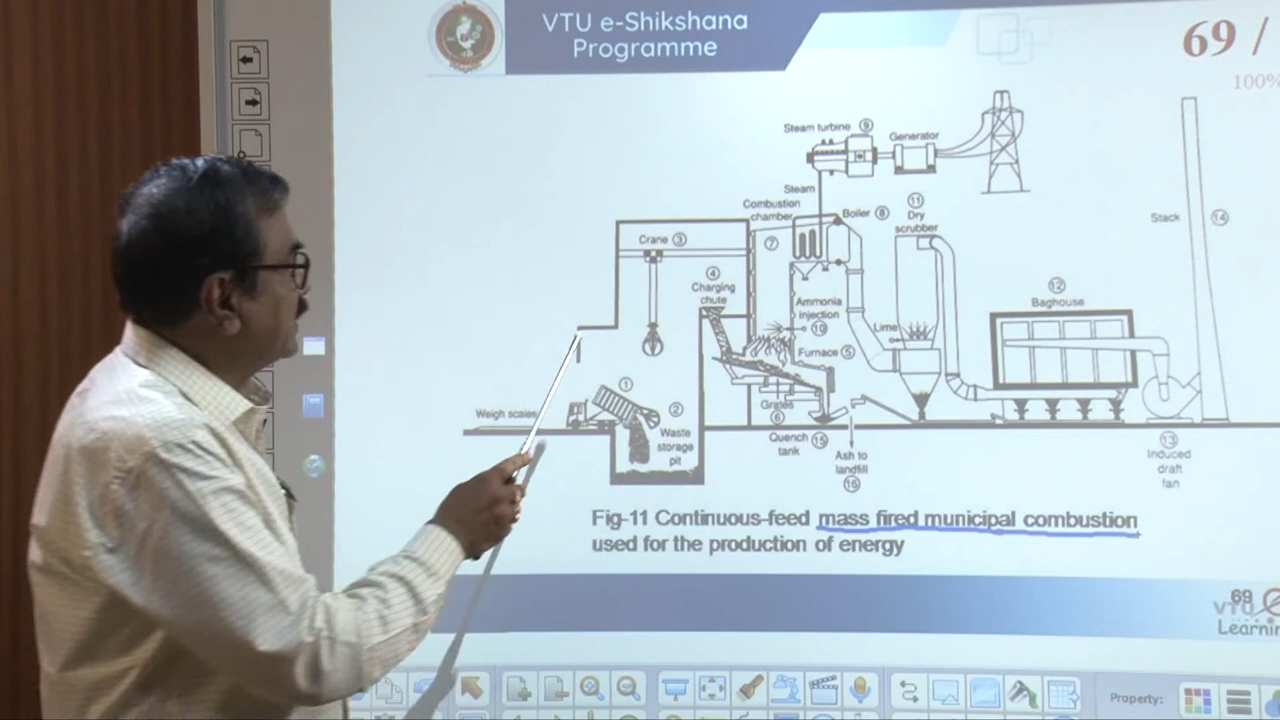 VTU e-Shikshana
Programme
69 /
100%
Steam turbine 9
Generator
Steam
Combustion
chamber
7
Boiler 8
11
Dry
scrubber
Stack 14
Crane 3
4
Charging
chute
Ammonia
injection
10
12
Baghouse
Lime
Furnace 5
1
Weigh scales
2
Waste
storage
pit
Grates
6
Quench
tank
15
Ash to
landfill
16
13
Induced
draft
fan
Fig-11 Continuous-feed mass fired municipal combustion
used for the production of energy
69
VTU
Learnin
Property: